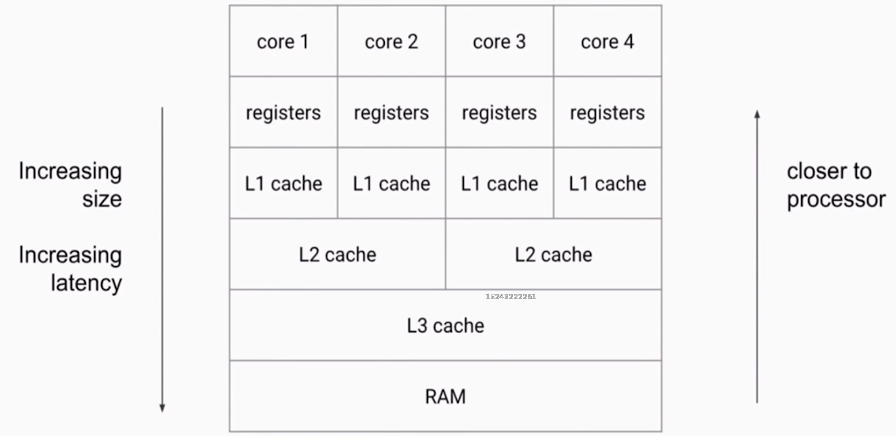 core 1 core 2 core 3 core 4
registers registers registers registers
Increasing
size
L1 cache L1 cache L1 cache L1 cache
closer to
processor
Increasing
latency
L2 cache L2 cache
L3 cache
RAM